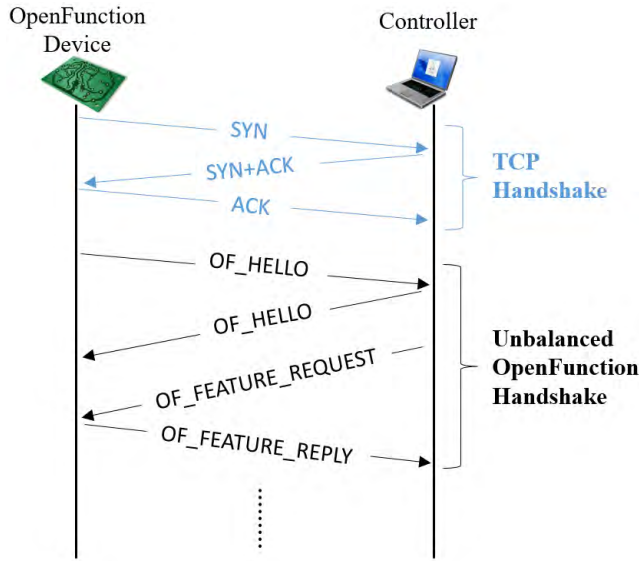 OpenFunction
Device
Controller
SYN
SYN+ACK
ACK
TCP
Handshake
OF_HELLO
OF_HELLO
OF_FEATURE_REQUEST
OF_FEATURE_REPLY
Unbalanced
OpenFunction
Handshake